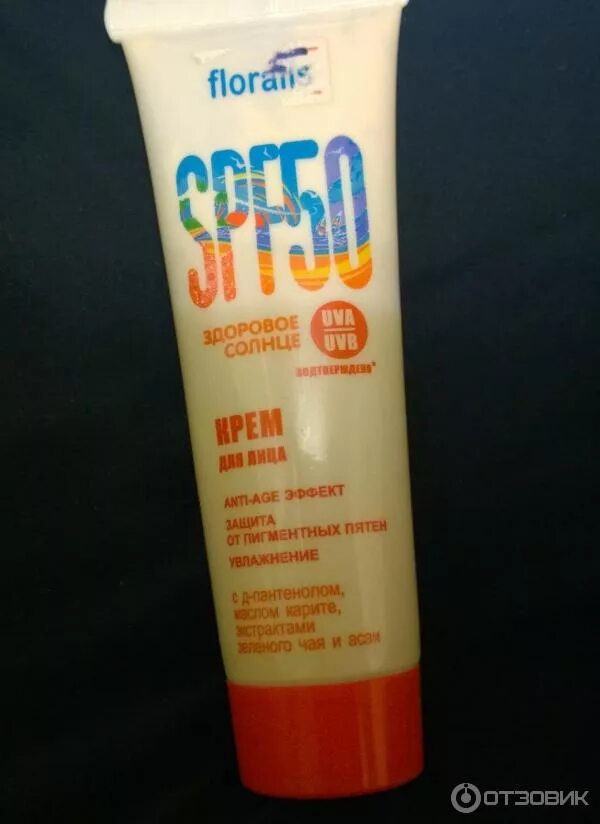 floralis
SPF50
ЗДОРОВОЕ
СОЛНЦЕ
UVA
UVB
ПОДТВЕРЖДЕНО*
КРЕМ
ДЛЯ ЛИЦА
ANTI-AGE ЭФФЕКТ
ЗАЩИТА
ОТ ПИГМЕНТНЫХ ПЯТЕН
УВЛАЖНЕНИЕ
с д-пантенолом,
маслом карите,
экстрактами
зеленого чая и асаи
ОТЗОВИК